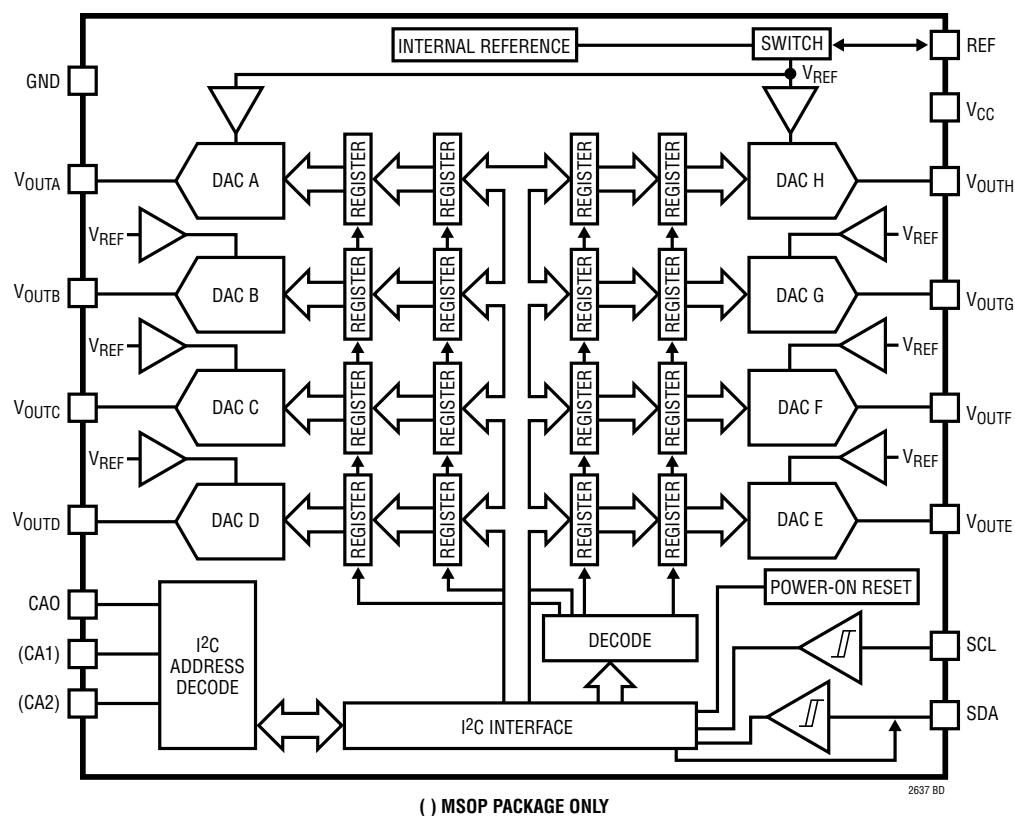 INTERNAL REFERENCE
SWITCH
REF
GND
VREF
VCC
REGISTER
REGISTER
REGISTER
REGISTER
VOUTA
DAC A
DAC H
VOUTH
VREF
VREF
REGISTER
REGISTER
REGISTER
REGISTER
VOUTB
DAC B
DAC G
VOUTG
VREF
VREF
REGISTER
REGISTER
REGISTER
REGISTER
VOUTC
DAC C
DAC F
VOUTF
VREF
VREF
REGISTER
REGISTER
REGISTER
REGISTER
VOUTD
DAC D
DAC E
VOUTE
CA0
(CA1)
(CA2)
I2C
ADDRESS
DECODE
DECODE
POWER-ON RESET
SCL
I2C INTERFACE
SDA
2637 BD
( ) MSOP PACKAGE ONLY